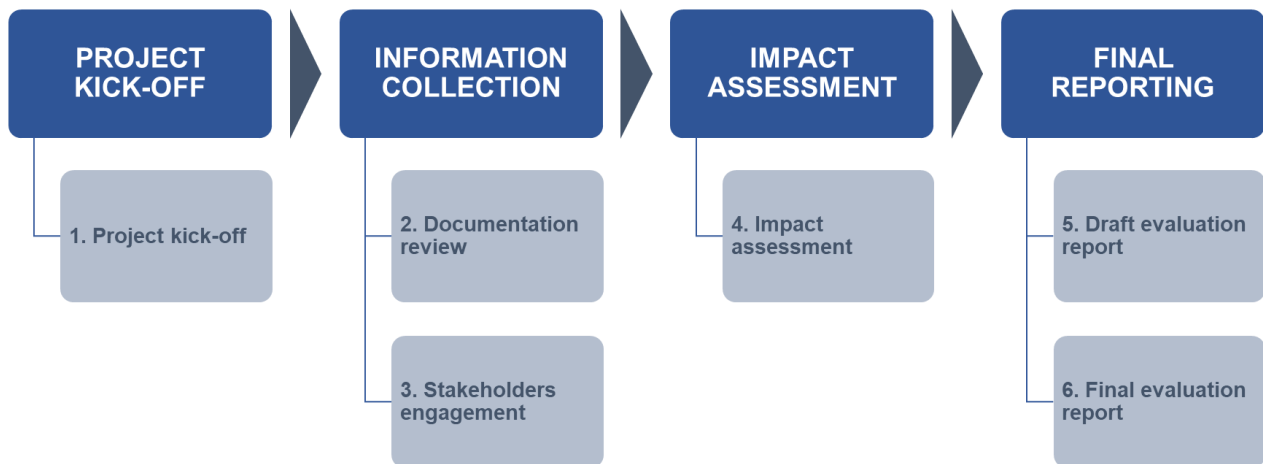 PROJECT
KICK-OFF
1. Project kick-off
INFORMATION
COLLECTION
2. Documentation
review
3. Stakeholders
engagement
IMPACT
ASSESSMENT
4. Impact
assessment
FINAL
REPORTING
5. Draft evaluation
report
6. Final evaluation
report